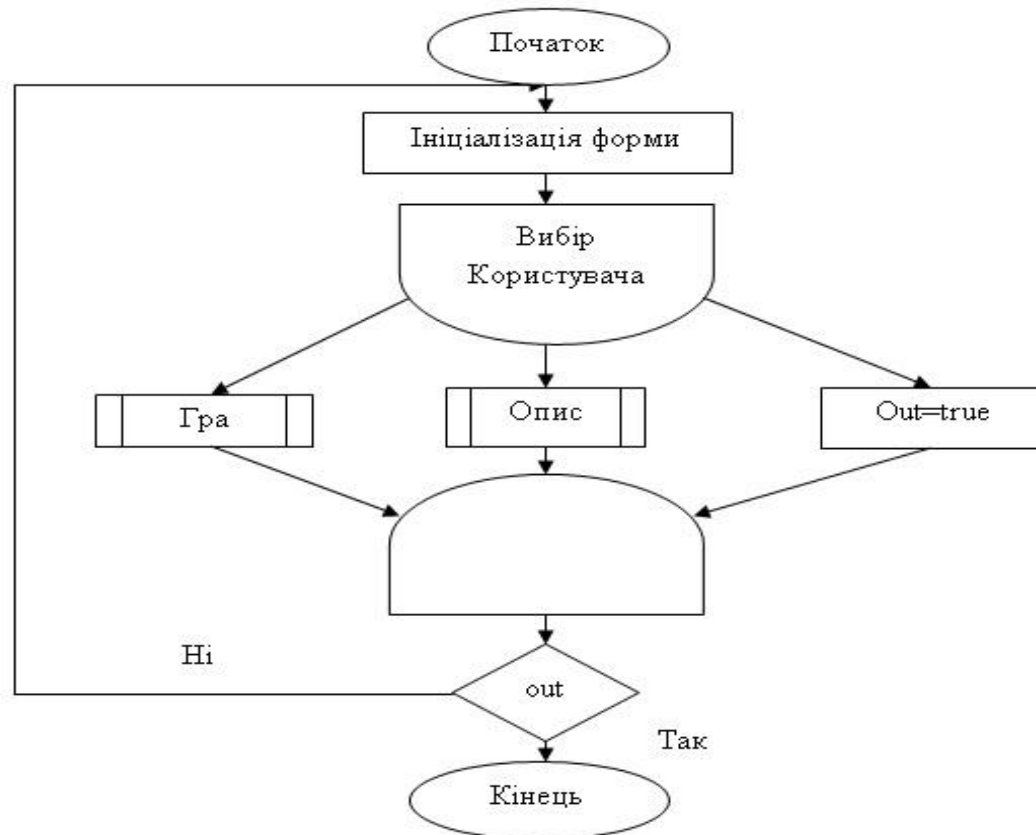 Початок
Ініціалізація форми
Вибір
Користувача
Гра
Опис
Out=true
Ні
out
Так
Кінець